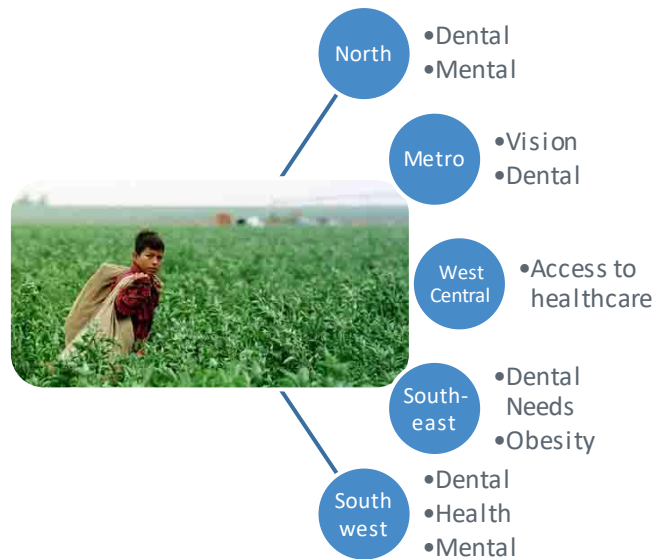 North
•Dental
•Mental
Metro
•Vision
•Dental
West
Central
•Access to
healthcare
South-
east
•Dental
Needs
•Obesity
South
west
•Dental
•Health
•Mental